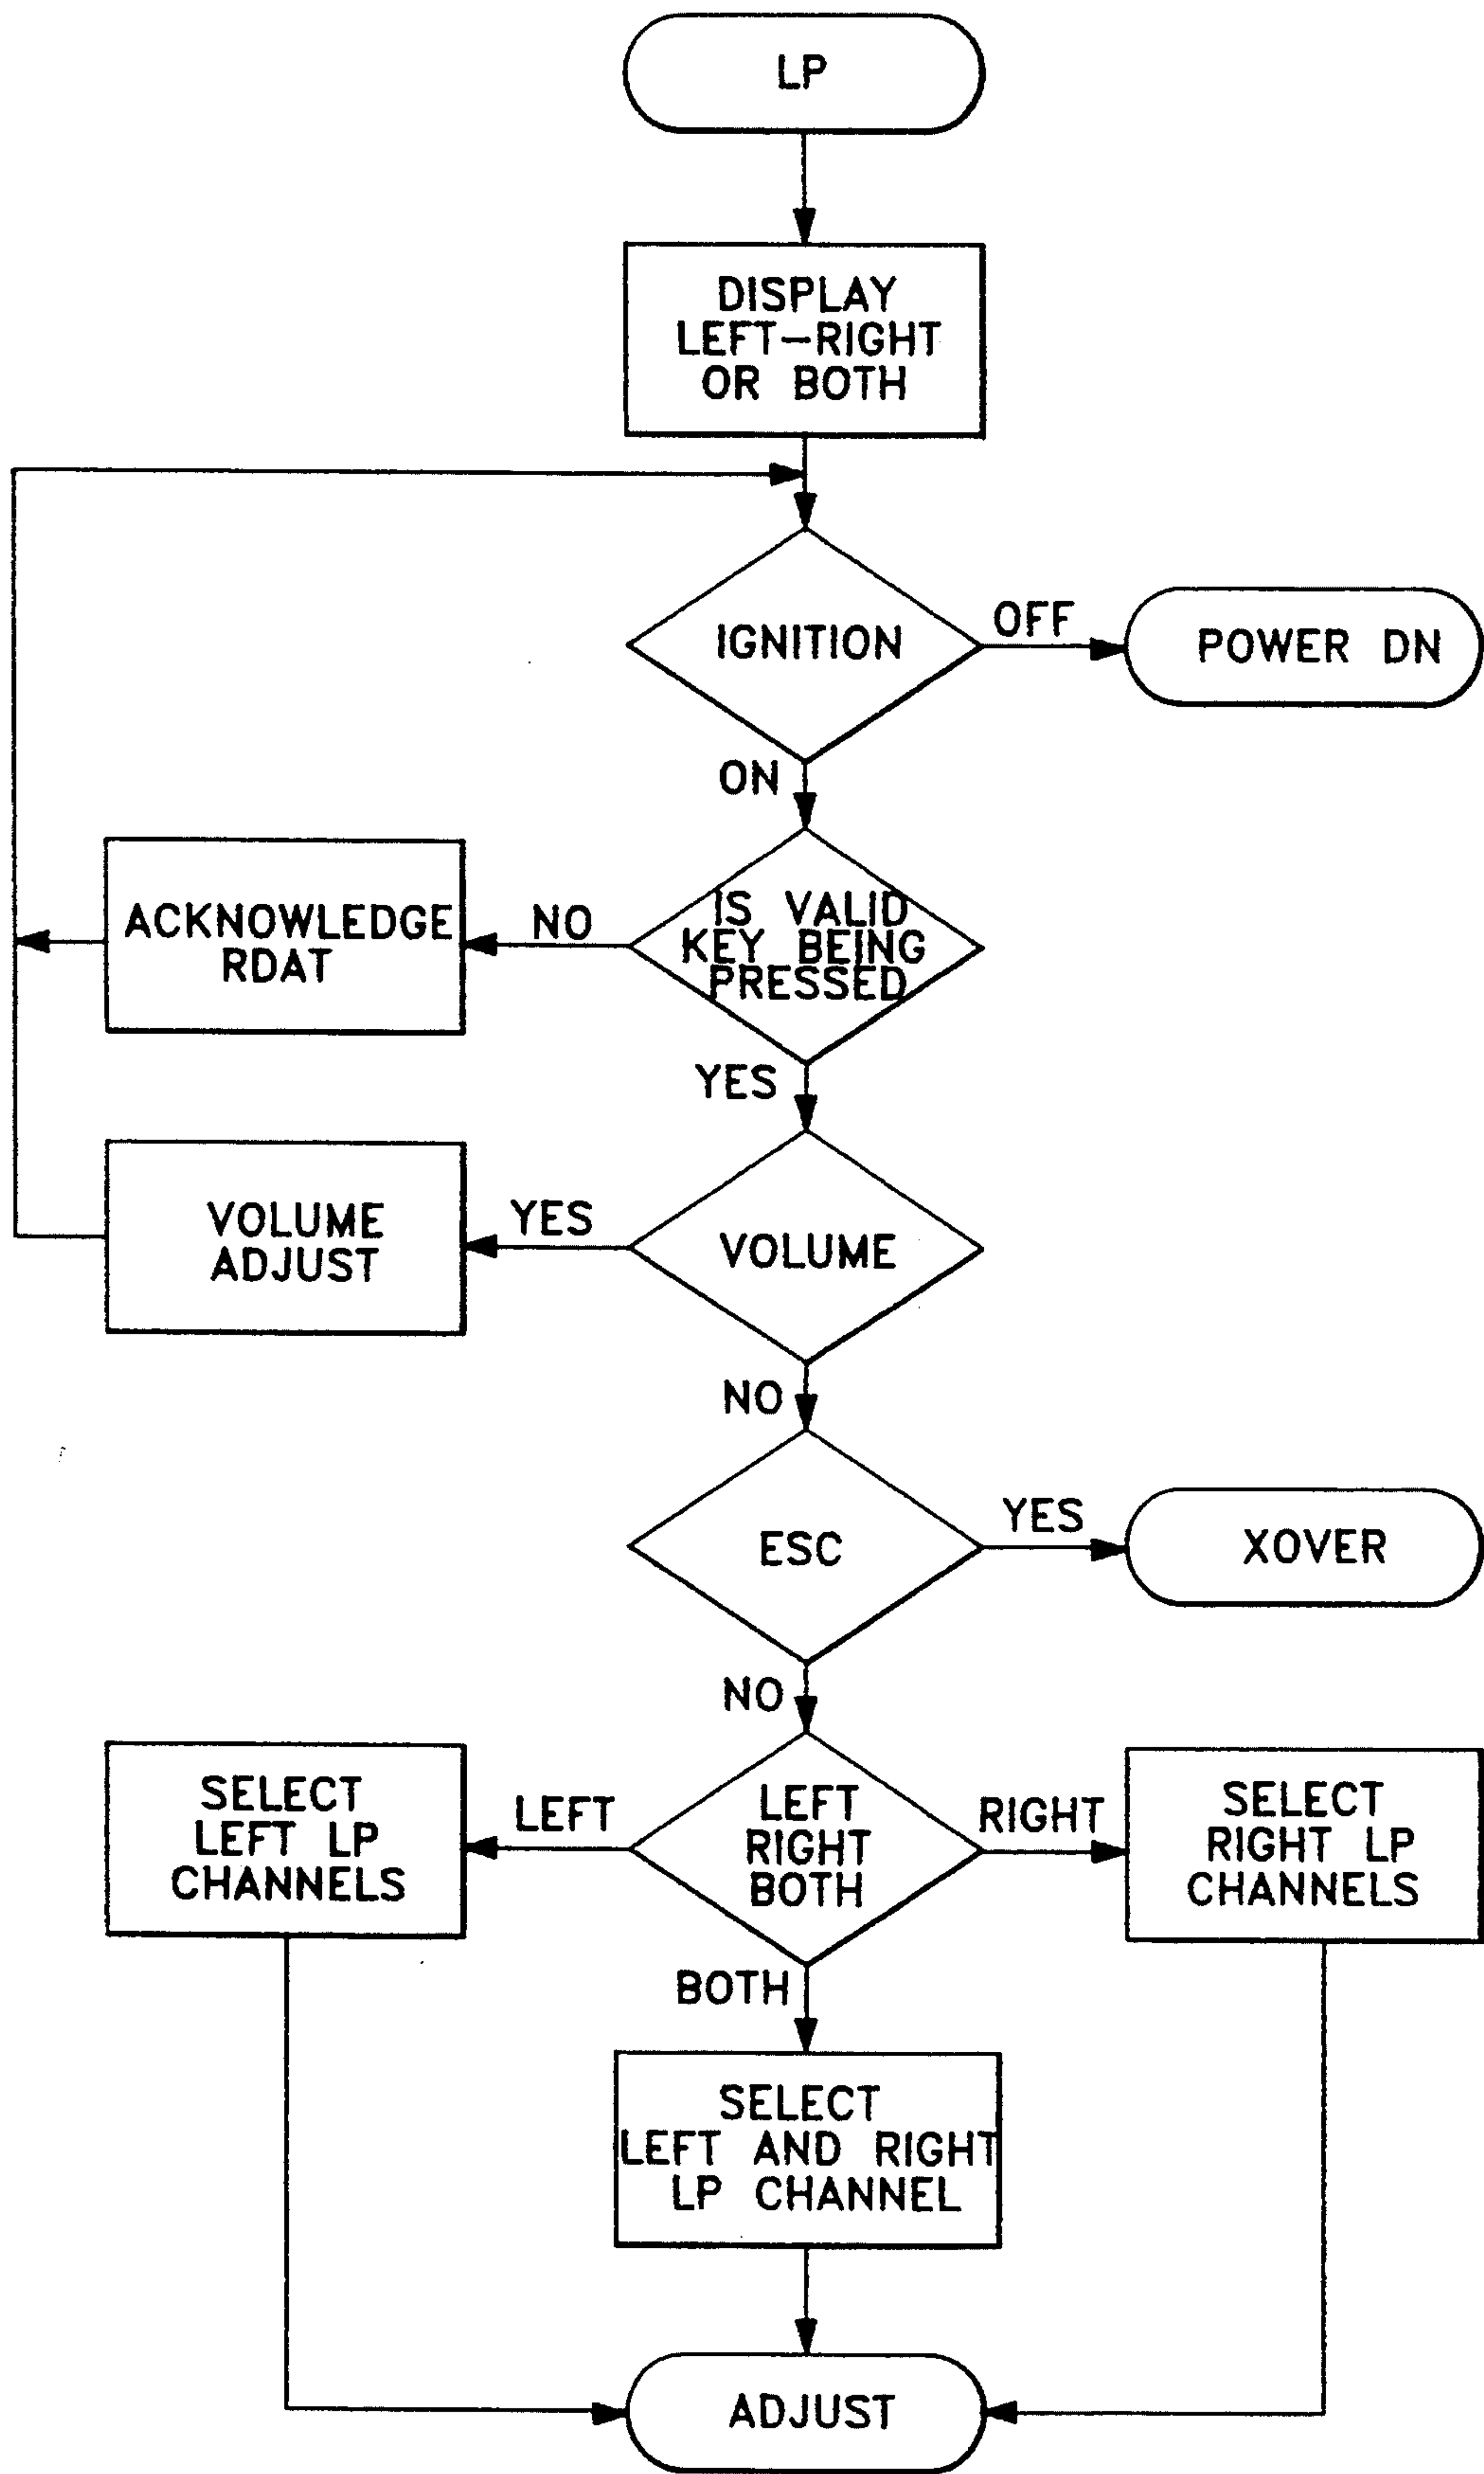 LP
DISPLAY
LEFT-RIGHT
OR BOTH
IGNITION
OFF
POWER DN
ON
IS VALID
KEY BEING
PRESSED
NO
ACKNOWLEDGE
RDAT
YES
VOLUME
YES
VOLUME
ADJUST
NO
ESC
YES
XOVER
NO
LEFT
RIGHT
BOTH
LEFT
SELECT
LEFT LP
CHANNELS
RIGHT
SELECT
RIGHT LP
CHANNELS
BOTH
SELECT
LEFT AND RIGHT
LP CHANNEL
ADJUST